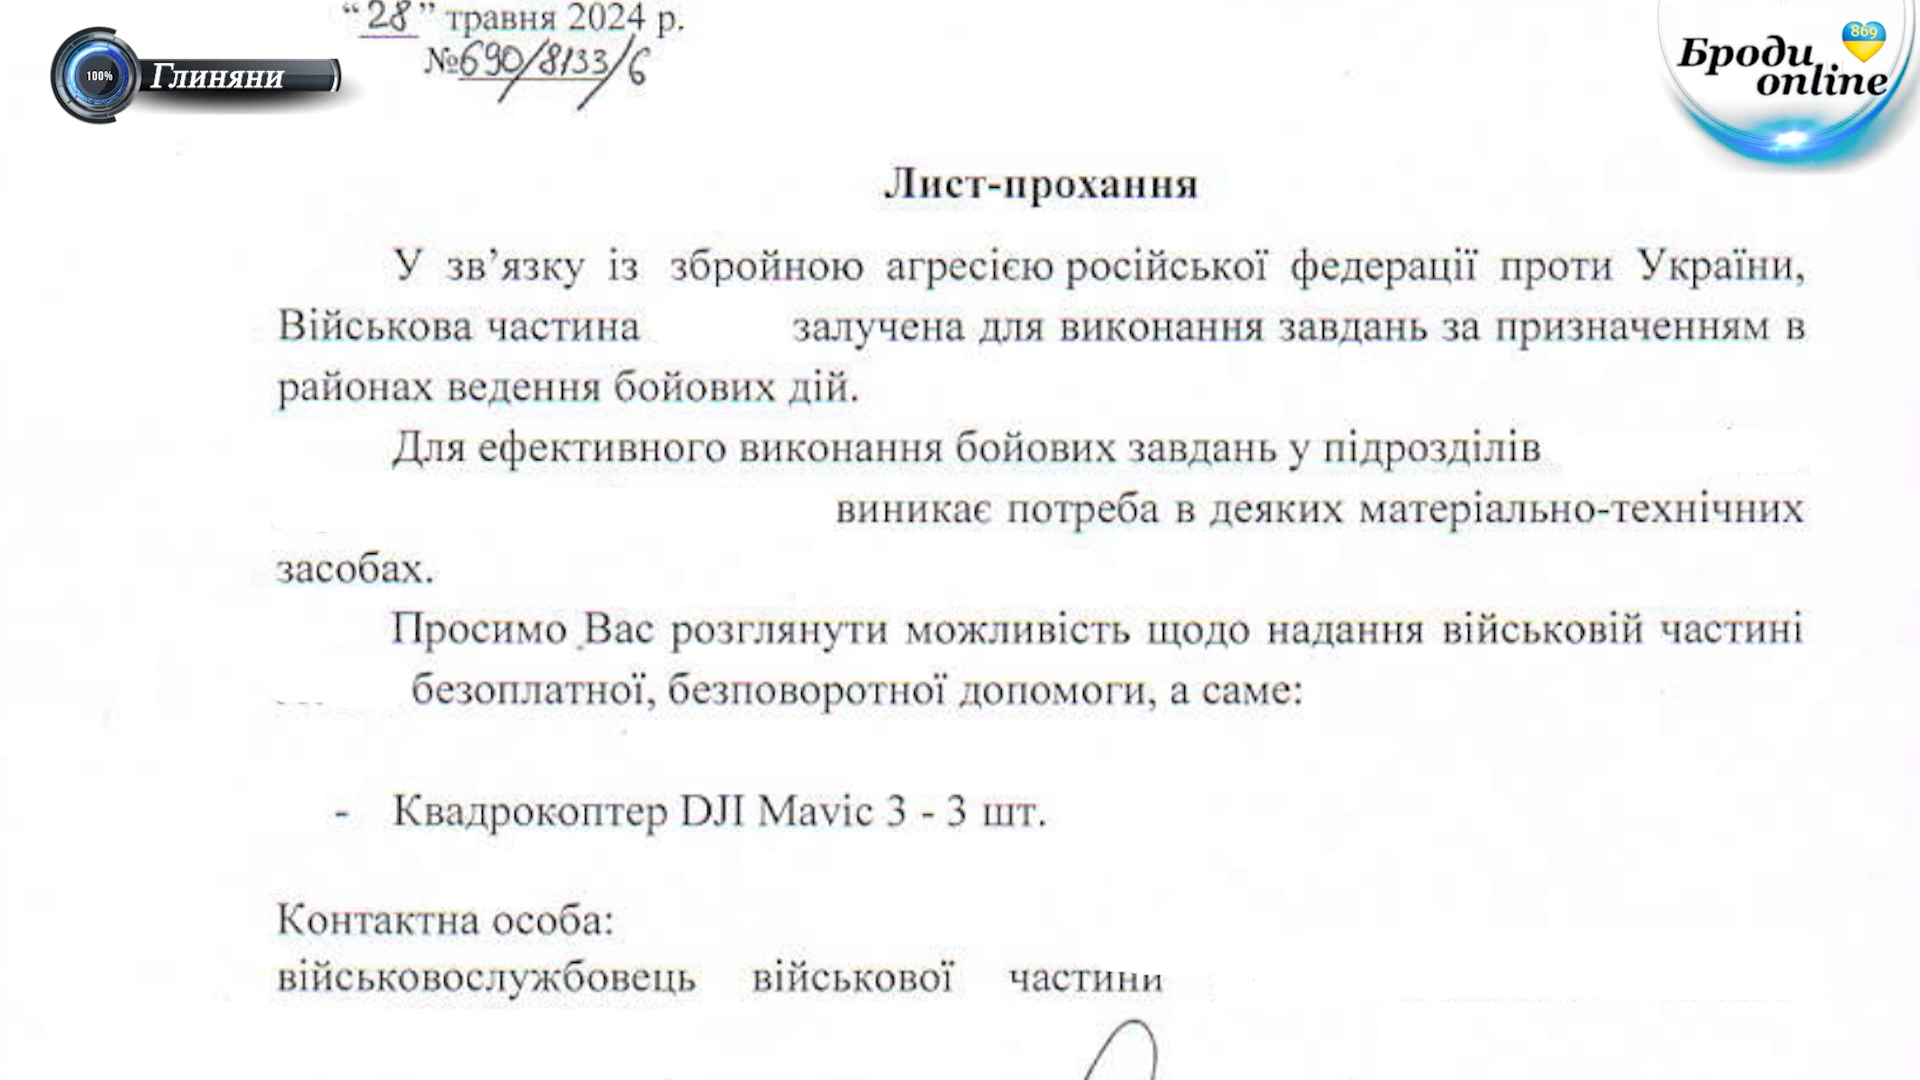 “28” травня 2024 р.
№690/8133/6
100%
Глиняни
869
Броди
online
Лист-прохання
У зв’язку із збройною агресією російської федерації проти України,
Військова частина залучена для виконання завдань за призначенням в
районах ведення бойових дій.
Для ефективного виконання бойових завдань у підрозділів
виникає потреба в деяких матеріально-технічних
засобах.
Просимо Вас розглянути можливість щодо надання військовій частині
безоплатної, безповоротної допомоги, а саме:
- Квадрокоптер DJI Mavic 3 - 3 шт.
Контактна особа:
військовослужбовець військової частини